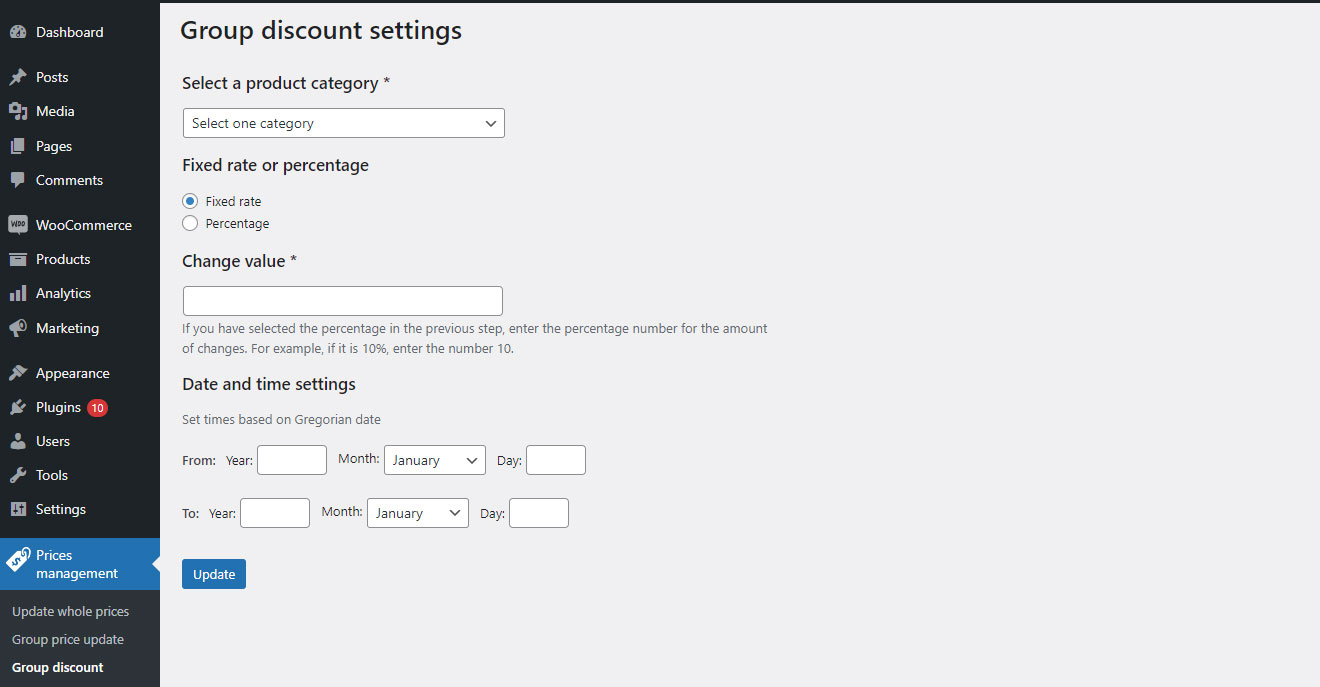 Dashboard
Posts
Media
Pages
Comments
WOO WooCommerce
Products
Analytics
Marketing
Appearance
Plugins 10
Users
Tools
Settings
$ Prices
management
Update whole prices
Group price update
Group discount
Group discount settings
Select a product category *
Select one category
Fixed rate or percentage
Fixed rate
Percentage
Change value *
If you have selected the percentage in the previous step, enter the percentage number for the amount
of changes. For example, if it is 10%, enter the number 10.
Date and time settings
Set times based on Gregorian date
From: Year: Month: January Day:
To: Year: Month: January Day:
Update